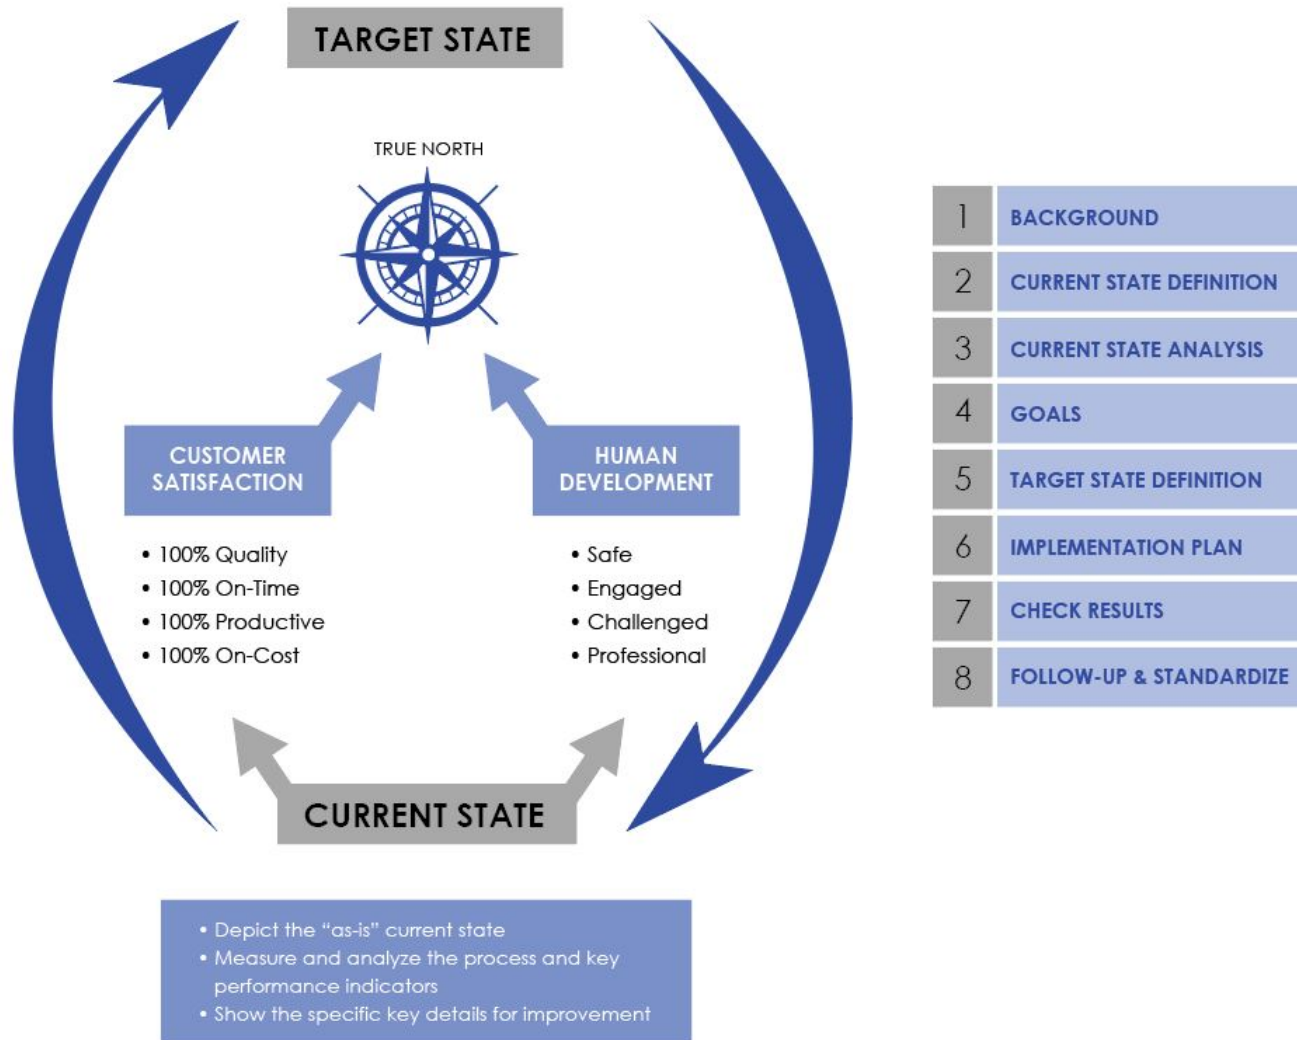 TARGET STATE
TRUE NORTH
CUSTOMER
SATISFACTION
• 100% Quality
• 100% On-Time
• 100% Productive
• 100% On-Cost
HUMAN
DEVELOPMENT
• Safe
• Engaged
• Challenged
• Professional
CURRENT STATE
• Depict the “as-is” current state
• Measure and analyze the process and key
performance indicators
• Show the specific key details for improvement
1 BACKGROUND
2 CURRENT STATE DEFINITION
3 CURRENT STATE ANALYSIS
4 GOALS
5 TARGET STATE DEFINITION
6 IMPLEMENTATION PLAN
7 CHECK RESULTS
8 FOLLOW-UP & STANDARDIZE